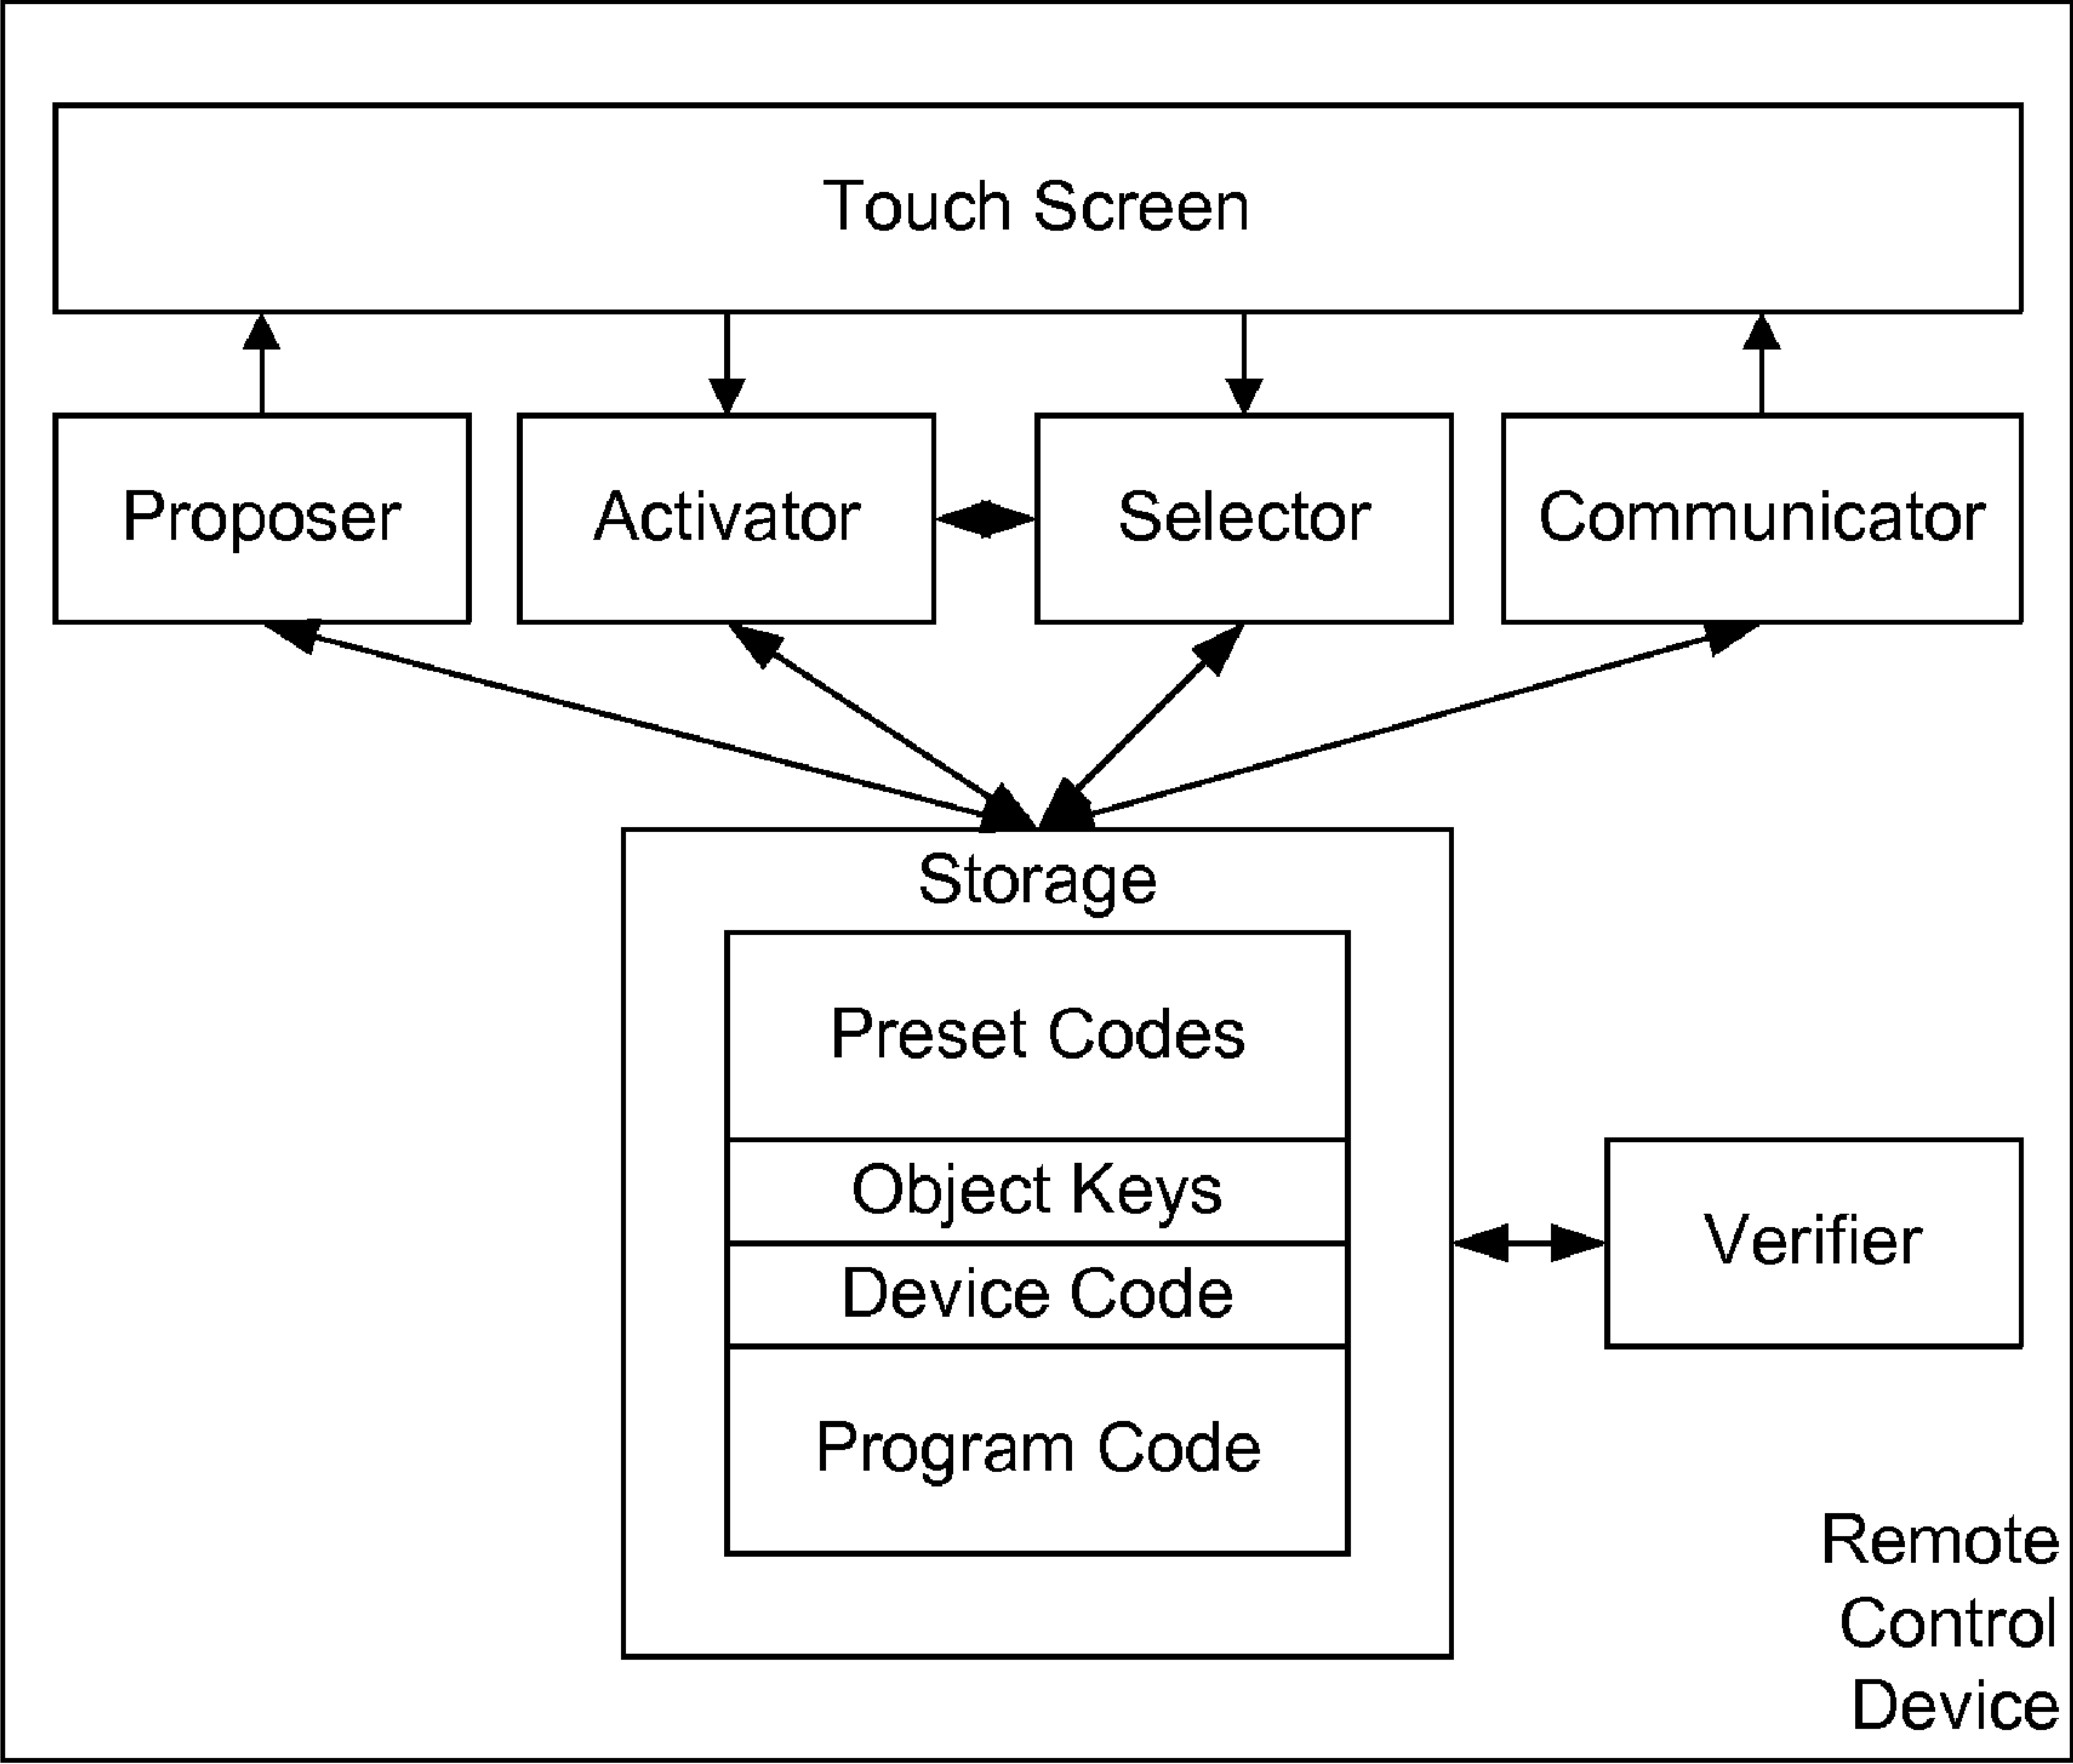 Touch Screen
Proposer
Activator
Selector
Communicator
Storage
Preset Codes
Object Keys
Device Code
Program Code
Verifier
Remote
Control
Device